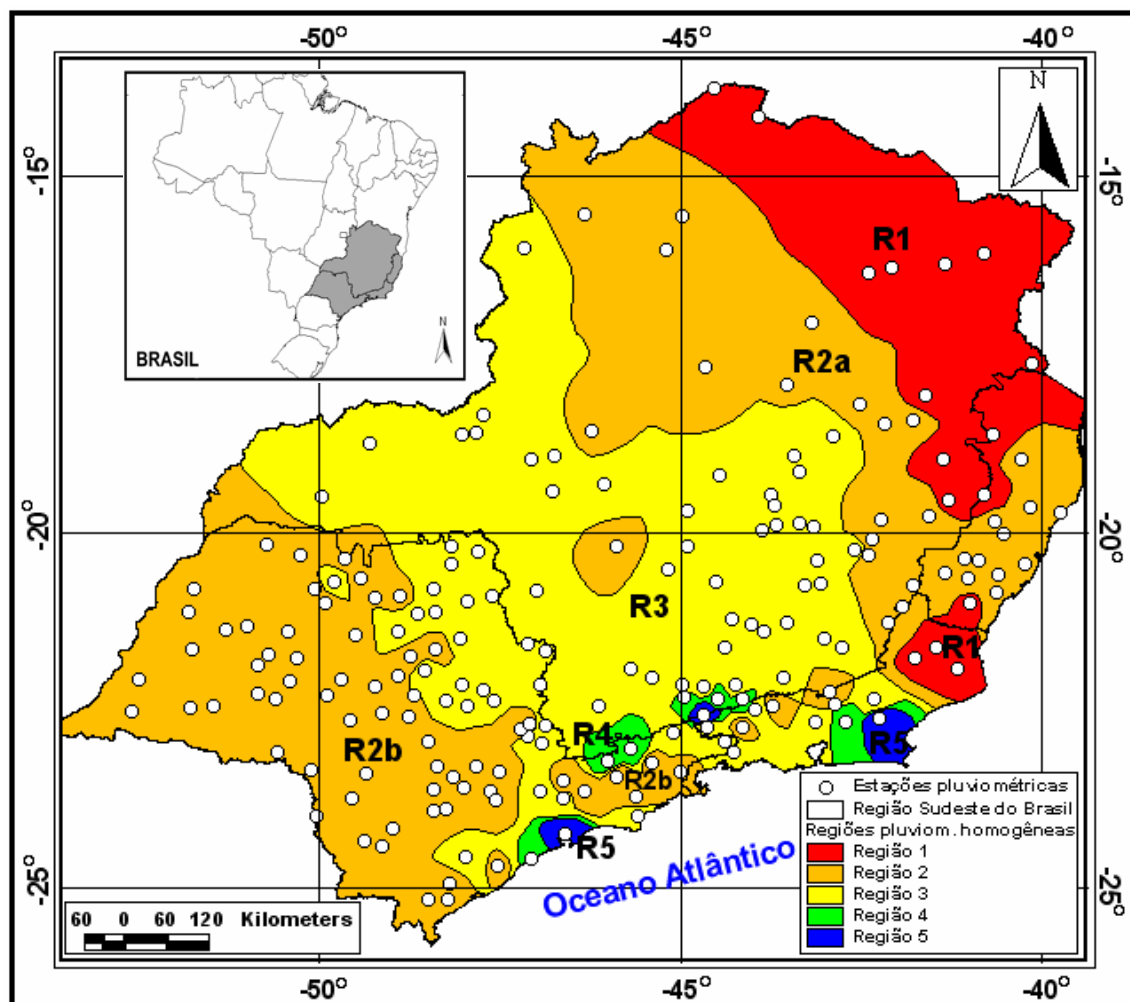 -50° -45° -40°
N
-15° -15°
R1
BRASIL
N
R2a
-20° -20°
R3
R1
R4
R5
R2b
R2b
R5
Oceano Atlântico
-25° -25°
60 0 60 120 Kilometers
Estações pluviométricas
Região Sudeste do Brasil
Regiões pluviom. homogêneas
Região 1
Região 2
Região 3
Região 4
Região 5
-50° -45° -40°